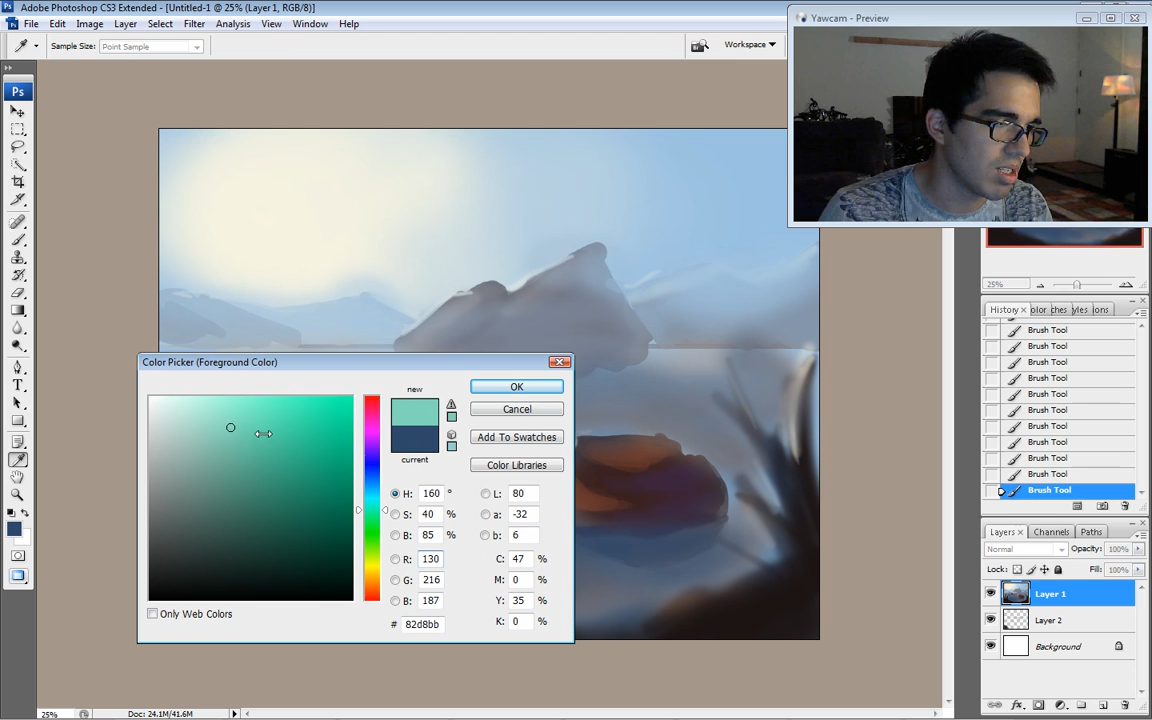 Adobe Photoshop CS3 Extended - [Untitled-1 @ 25% (Layer 1, RGB/8)]
File Edit Image Layer Select Filter Analysis View Window Help
Sample Size: Point Sample
Workspace
Yawcam - Preview
Ps
Color Picker (Foreground Color)
new
current
OK
Cancel
Add To Swatches
Color Libraries
H: 160 °
S: 40 %
B: 85 %
R: 130
G: 216
B: 187
# 82d8bb
L: 80
a: -32
b: 6
C: 47 %
M: 0 %
Y: 35 %
K: 0 %
Only Web Colors
25%
History olor ches yles ions
Brush Tool
Brush Tool
Brush Tool
Brush Tool
Brush Tool
Brush Tool
Brush Tool
Brush Tool
Brush Tool
Brush Tool
Brush Tool
Layers Channels Paths
Normal Opacity: 100%
Lock: Fill: 100%
Layer 1
Layer 2
Background
25% Doc: 24.1M/41.6M